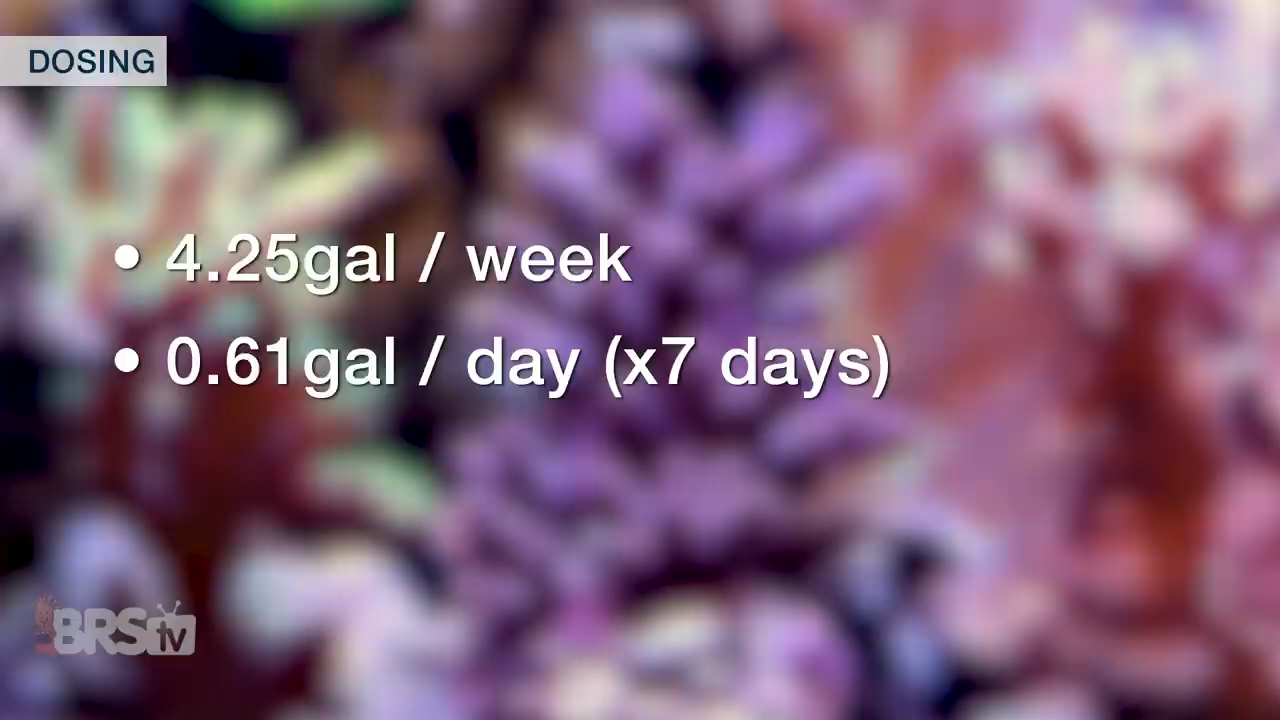 DOSING
• 4.25gal / week
• 0.61gal / day (x7 days)
BRStv